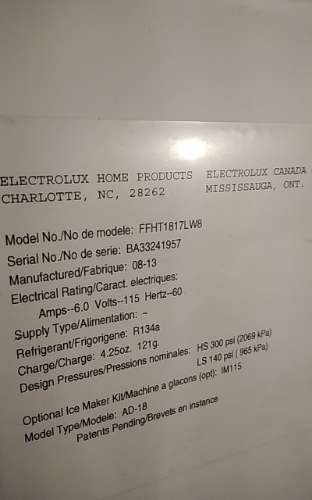 ELECTROLUX HOME PRODUCTS ELECTROLUX CANADA
CHARLOTTE, NC, 28262 MISSISSAUGA, ONT.
Model No./No de modele: FFHT1817LW8
Serial No./No de serie: BA33241957
Manufactured/Fabrique: 08-13
Electrical Rating/Caract. electriques:
Amps--6.0 Volts--115 Hertz--60
Supply Type/Alimentation: –
Refrigerant/Frigorigene: R134a
Charge/Charge: 4.25oz. 121g.
Design Pressures/Pressions nominales: HS 300 psi (2069 kPa)
LS 140 psi ( 965 kPa)
Optional Ice Maker Kit/Machine a glacons (opt): IM115
Model Type/Modele: AD-18
Patents Pending/Brevets en instance